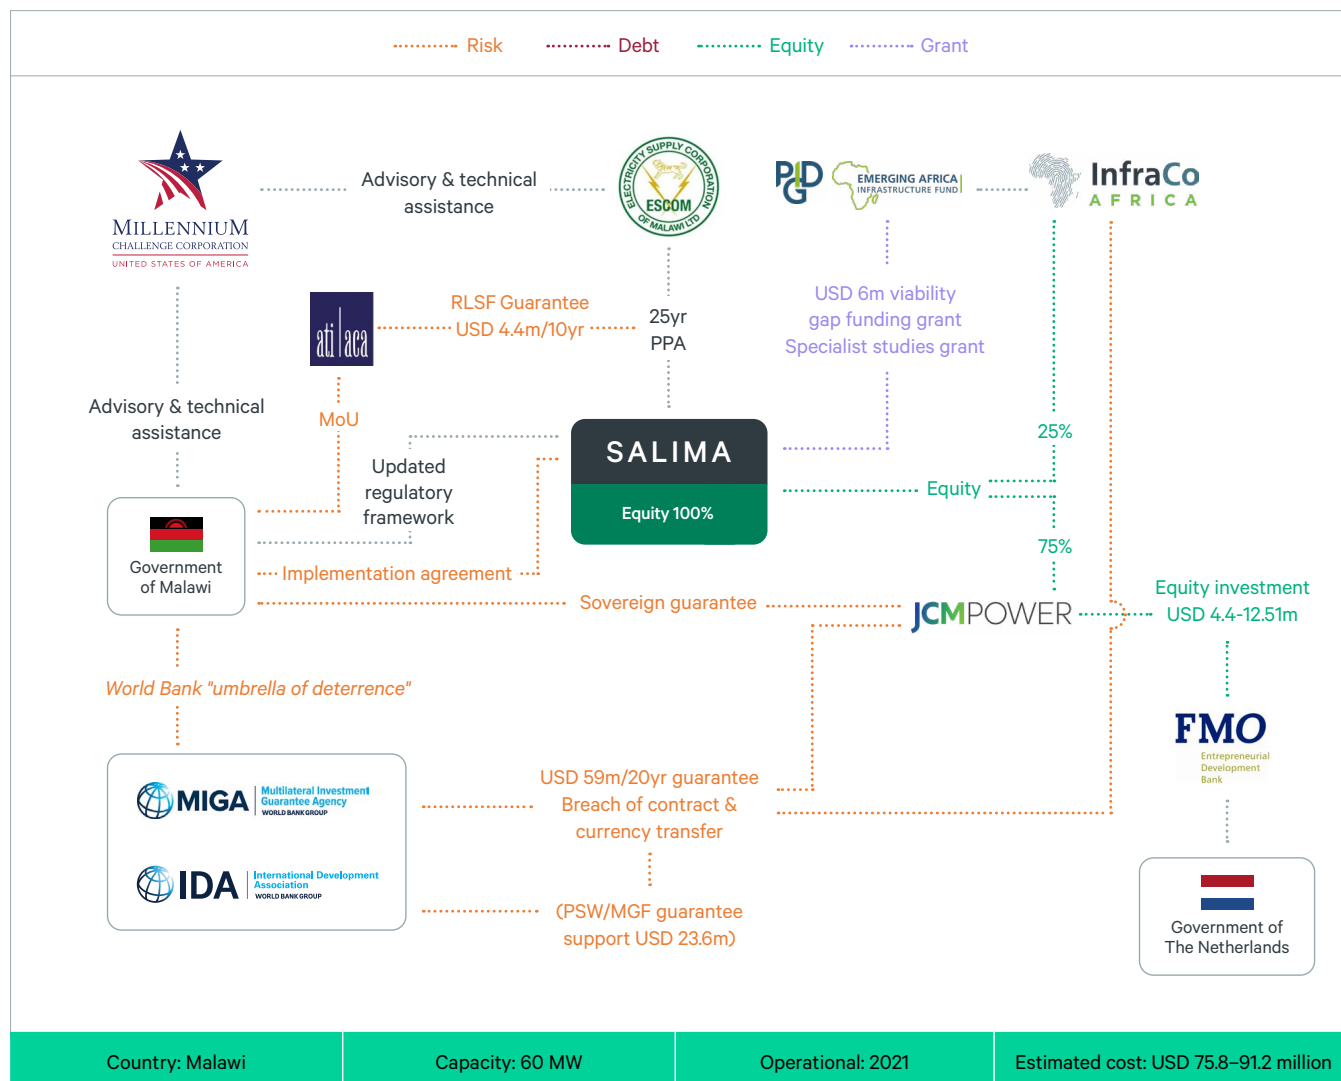 Risk
Debt
Equity
Grant
MILLENNIUM
CHALLENGE CORPORATION
UNITED STATES OF AMERICA
Advisory & technical
assistance
ELECTRICITY SUPPLY CORPORATION
ESCOM
OF MALAWI LTD
PIDG
EMERGING AFRICA
INFRASTRUCTURE FUND
InfraCo
AFRICA
ati aca
RLSF Guarantee
USD 4.4m/10yr
25yr
PPA
USD 6m viability
gap funding grant
Specialist studies grant
Advisory & technical
assistance
MoU
Updated
regulatory
framework
SALIMA
Equity 100%
25%
Equity
75%
Government
of Malawi
Implementation agreement
Sovereign guarantee
JCMPOWER
Equity investment
USD 4.4-12.51m
World Bank "umbrella of deterrence"
FMO
Entrepreneurial
Development
Bank
MIGA
Multilateral Investment
Guarantee Agency
WORLD BANK GROUP
USD 59m/20yr guarantee
Breach of contract &
currency transfer
IDA
International Development
Association
WORLD BANK GROUP
(PSW/MGF guarantee
support USD 23.6m)
Government of
The Netherlands
Country: Malawi
Capacity: 60 MW
Operational: 2021
Estimated cost: USD 75.8–91.2 million